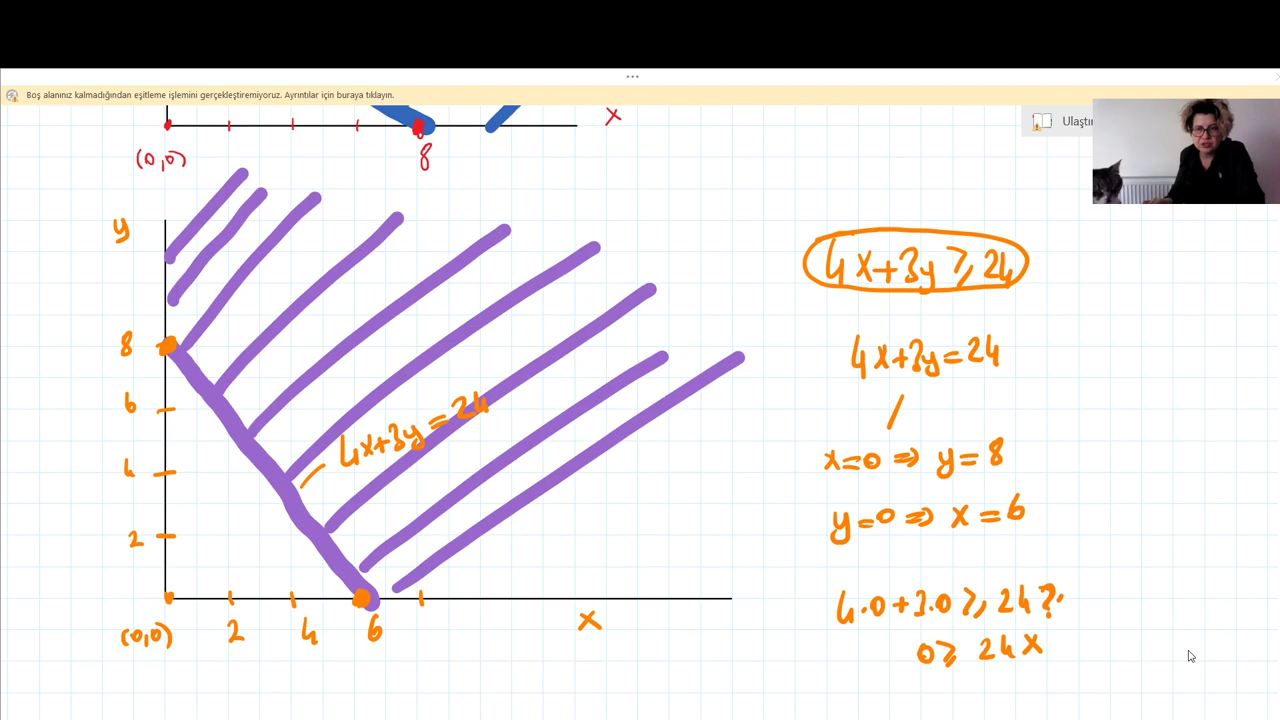 Boş alanınız kalmadığından eşitleme işlemini gerçekleştiremiyoruz. Ayrıntılar için buraya tıklayın.
Ulaştır
x
(0,0)
8
y
4x+3y ≥ 24
8
4x+3y=24
6
4x+3y=24
4
x=0 ⇒ y=8
y=0 ⇒ x=6
2
4.0+3.0 ≥ 24 ?
(0,0)
2
4
6
x
0 ≥ 24 x